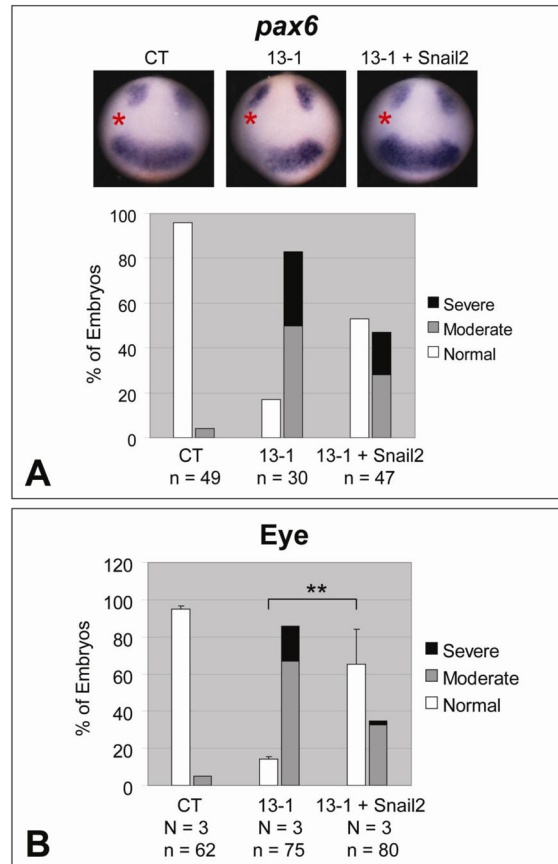 pax6
CT 13-1 13-1 + Snail2
* * *
100
80
60
40
20
0
% of Embryos
Severe
Moderate
Normal
CT 13-1 13-1 + Snail2
n = 49 n = 30 n = 47
A
Eye
120
100
80
60
40
20
0
% of Embryos
**
Severe
Moderate
Normal
CT 13-1 13-1 + Snail2
N = 3 N = 3 N = 3
n = 62 n = 75 n = 80
B